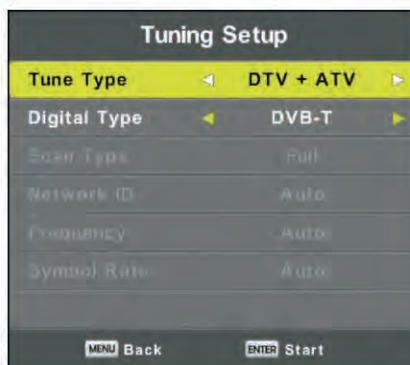 Tuning Setup
Tune Type DTV + ATV
Digital Type DVB-T
Scan Type Full
Network ID Auto
Frequency Auto
Symbol Rate Auto
MENU Back ENTER Start